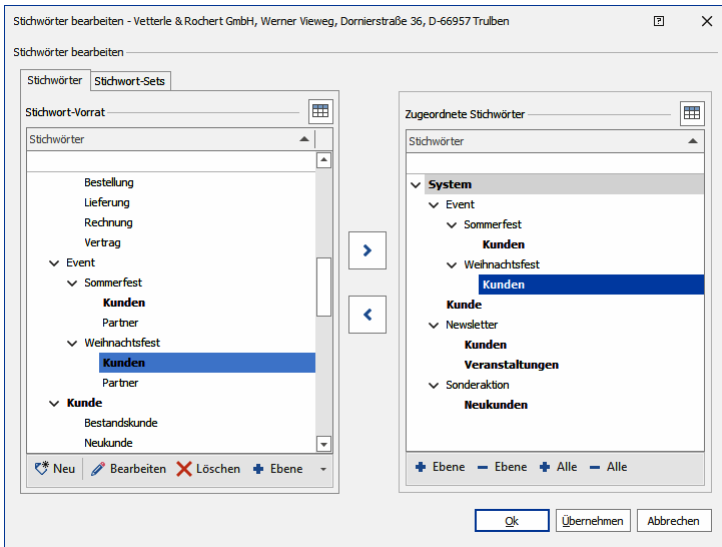 Stichwörter bearbeiten - Vetterle & Rochert GmbH, Werner Vieweg, Dornierstraße 36, D-66957 Trulben
Stichwörter bearbeiten
Stichwörter
Stichwort-Sets
Stichwort-Vorrat
Stichwörter
Bestellung
Lieferung
Rechnung
Vertrag
Event
Sommerfest
Kunden
Partner
Weihnachtsfest
Kunden
Partner
Kunde
Bestandskunde
Neukunde
Neu
Bearbeiten
Löschen
Ebene
Zugeordnete Stichwörter
Stichwörter
System
Event
Sommerfest
Kunden
Weihnachtsfest
Kunden
Kunde
Newsletter
Kunden
Veranstaltungen
Sonderaktion
Neukunden
Ebene
Ebene
Alle
Alle
Ok
Übernehmen
Abbrechen